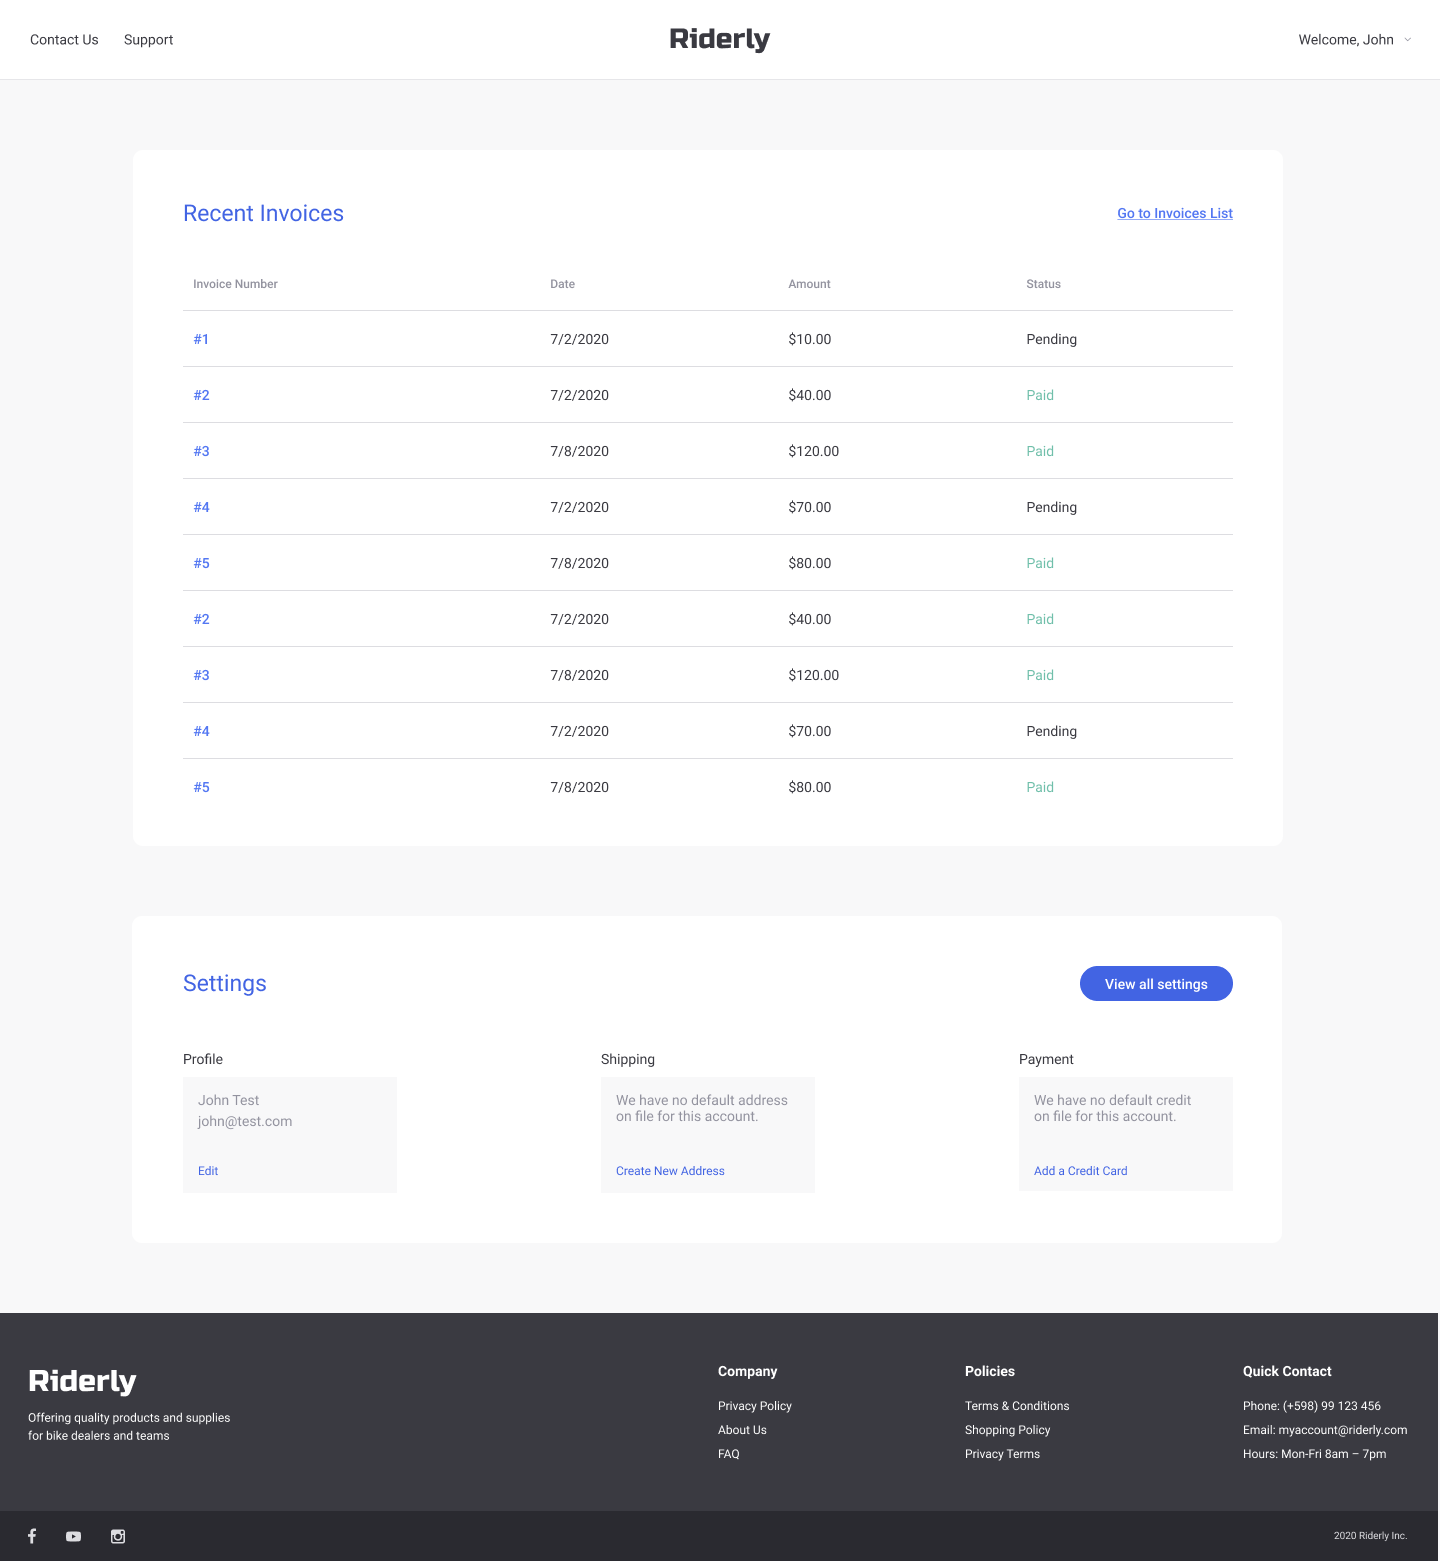 Contact Us Support Riderly Welcome, John
Recent Invoices Go to Invoices List
Invoice Number Date Amount Status
#1 7/2/2020 $10.00 Pending
#2 7/2/2020 $40.00 Paid
#3 7/8/2020 $120.00 Paid
#4 7/2/2020 $70.00 Pending
#5 7/8/2020 $80.00 Paid
#2 7/2/2020 $40.00 Paid
#3 7/8/2020 $120.00 Paid
#4 7/2/2020 $70.00 Pending
#5 7/8/2020 $80.00 Paid
Settings View all settings
Profile
John Test
john@test.com
Edit
Shipping
We have no default address
on file for this account.
Create New Address
Payment
We have no default credit
on file for this account.
Add a Credit Card
Riderly
Offering quality products and supplies
for bike dealers and teams
Company
Privacy Policy
About Us
FAQ
Policies
Terms & Conditions
Shopping Policy
Privacy Terms
Quick Contact
Phone: (+598) 99 123 456
Email: myaccount@riderly.com
Hours: Mon-Fri 8am – 7pm
2020 Riderly Inc.